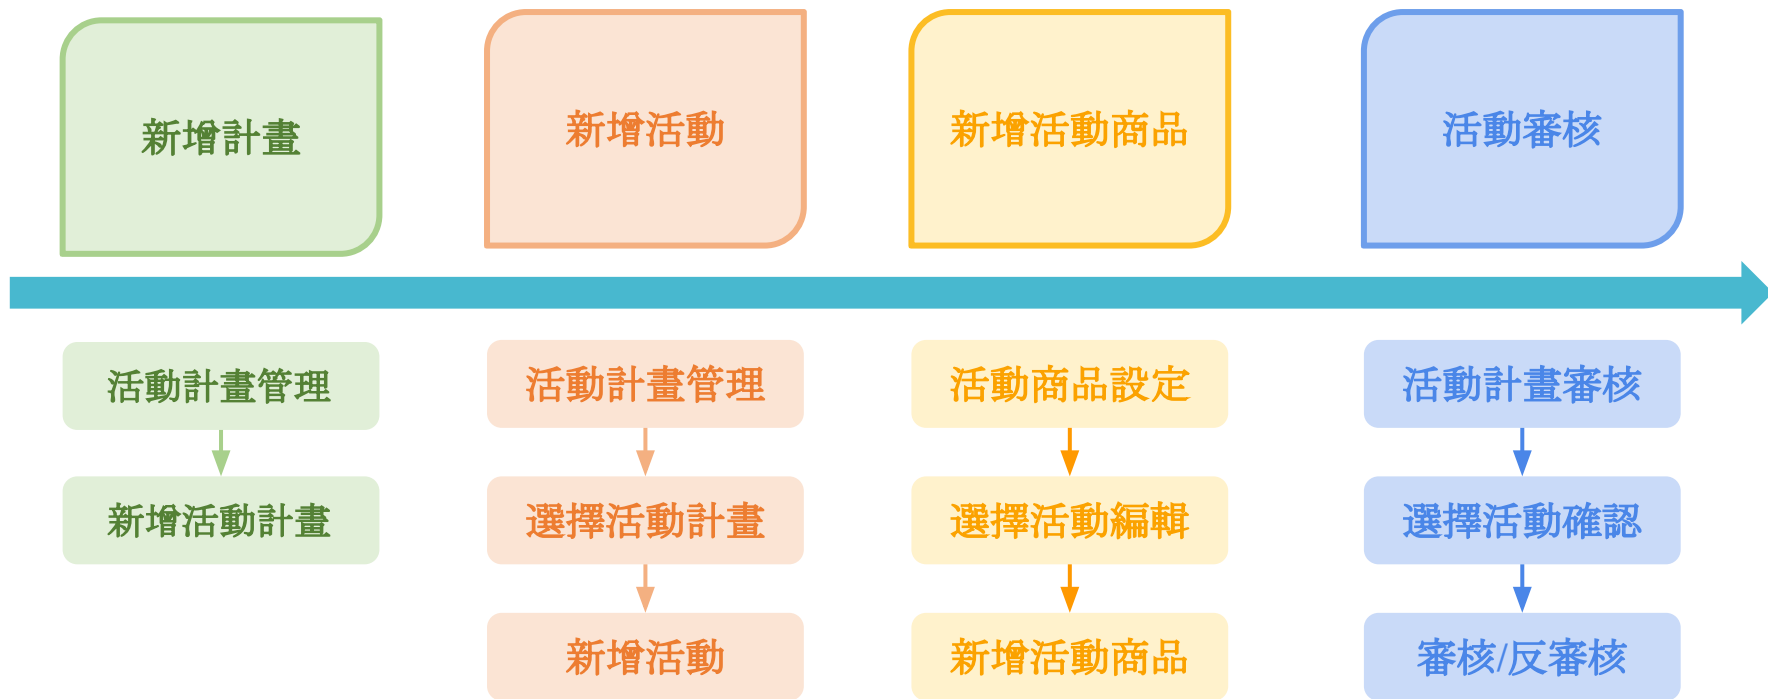 新增計畫
新增活動
新增活動商品
活動審核
活動計畫管理
新增活動計畫
活動計畫管理
選擇活動計畫
新增活動
活動商品設定
選擇活動編輯
新增活動商品
活動計畫審核
選擇活動確認
審核/反審核